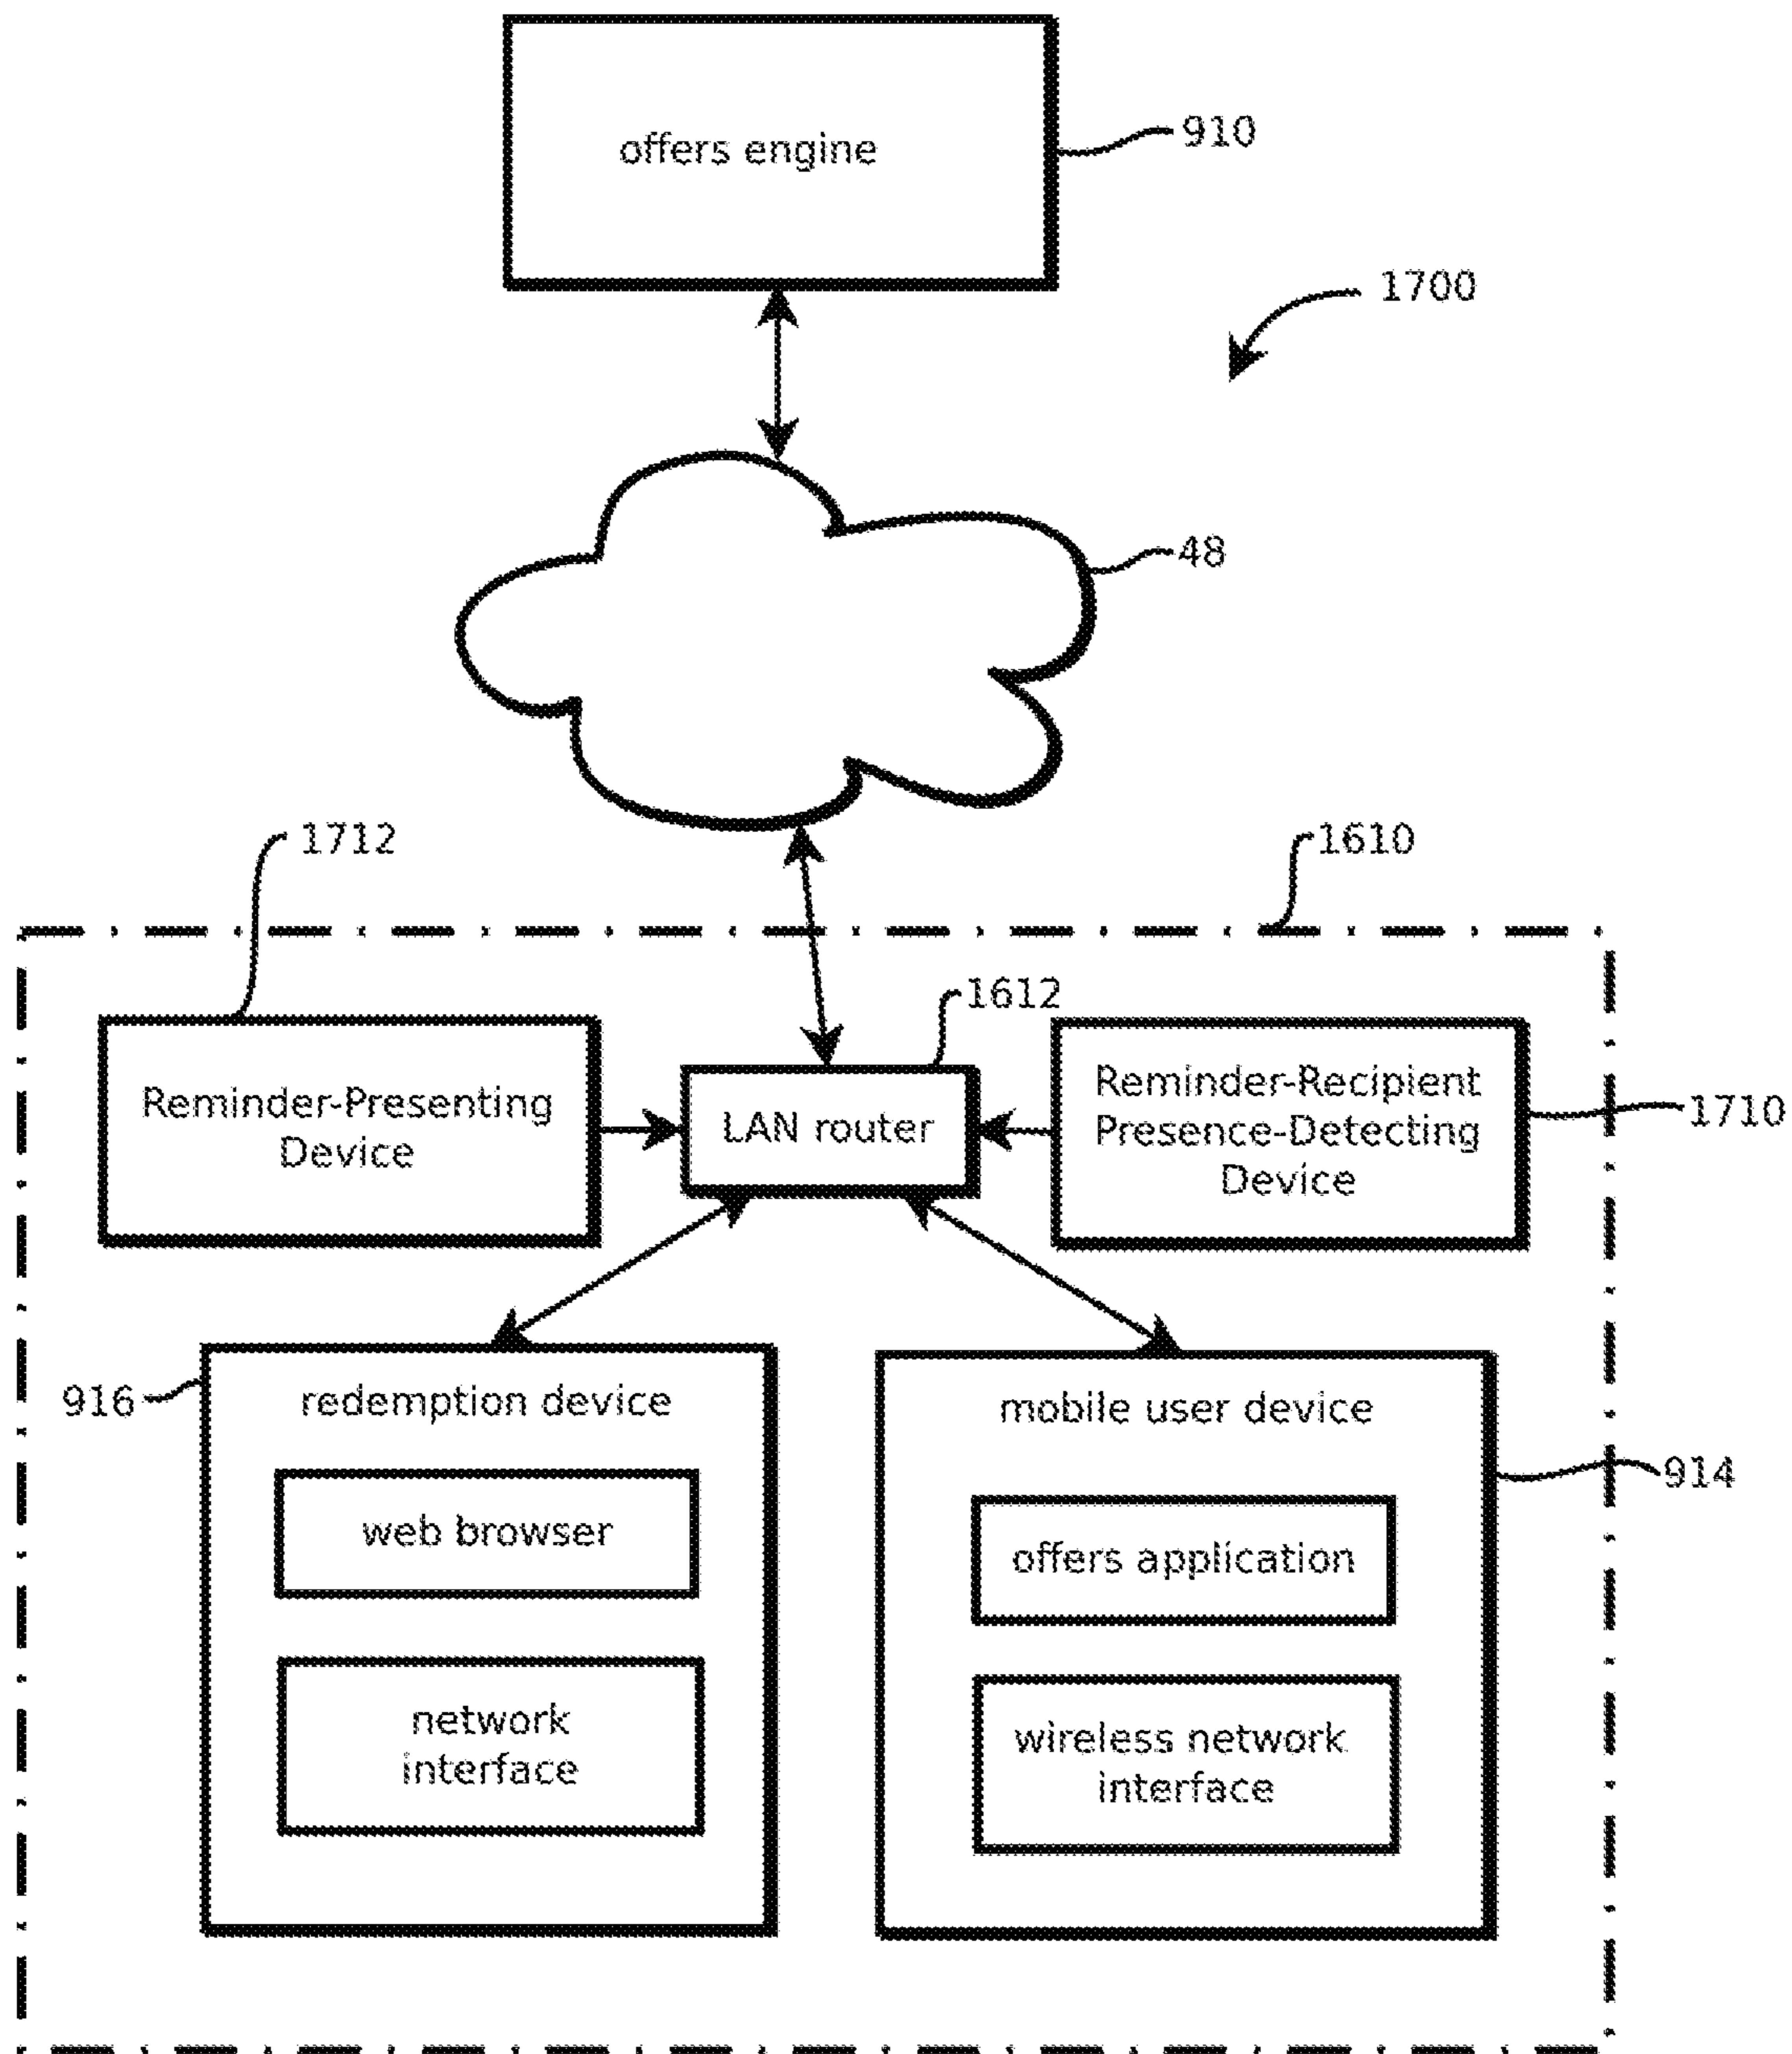 offers engine
910
1700
48
1712
1610
1612
Reminder-Presenting
Device
LAN router
Reminder-Recipient
Presence-Detecting
Device
1710
916
redemption device
mobile user device
914
web browser
offers application
network
interface
wireless network
interface